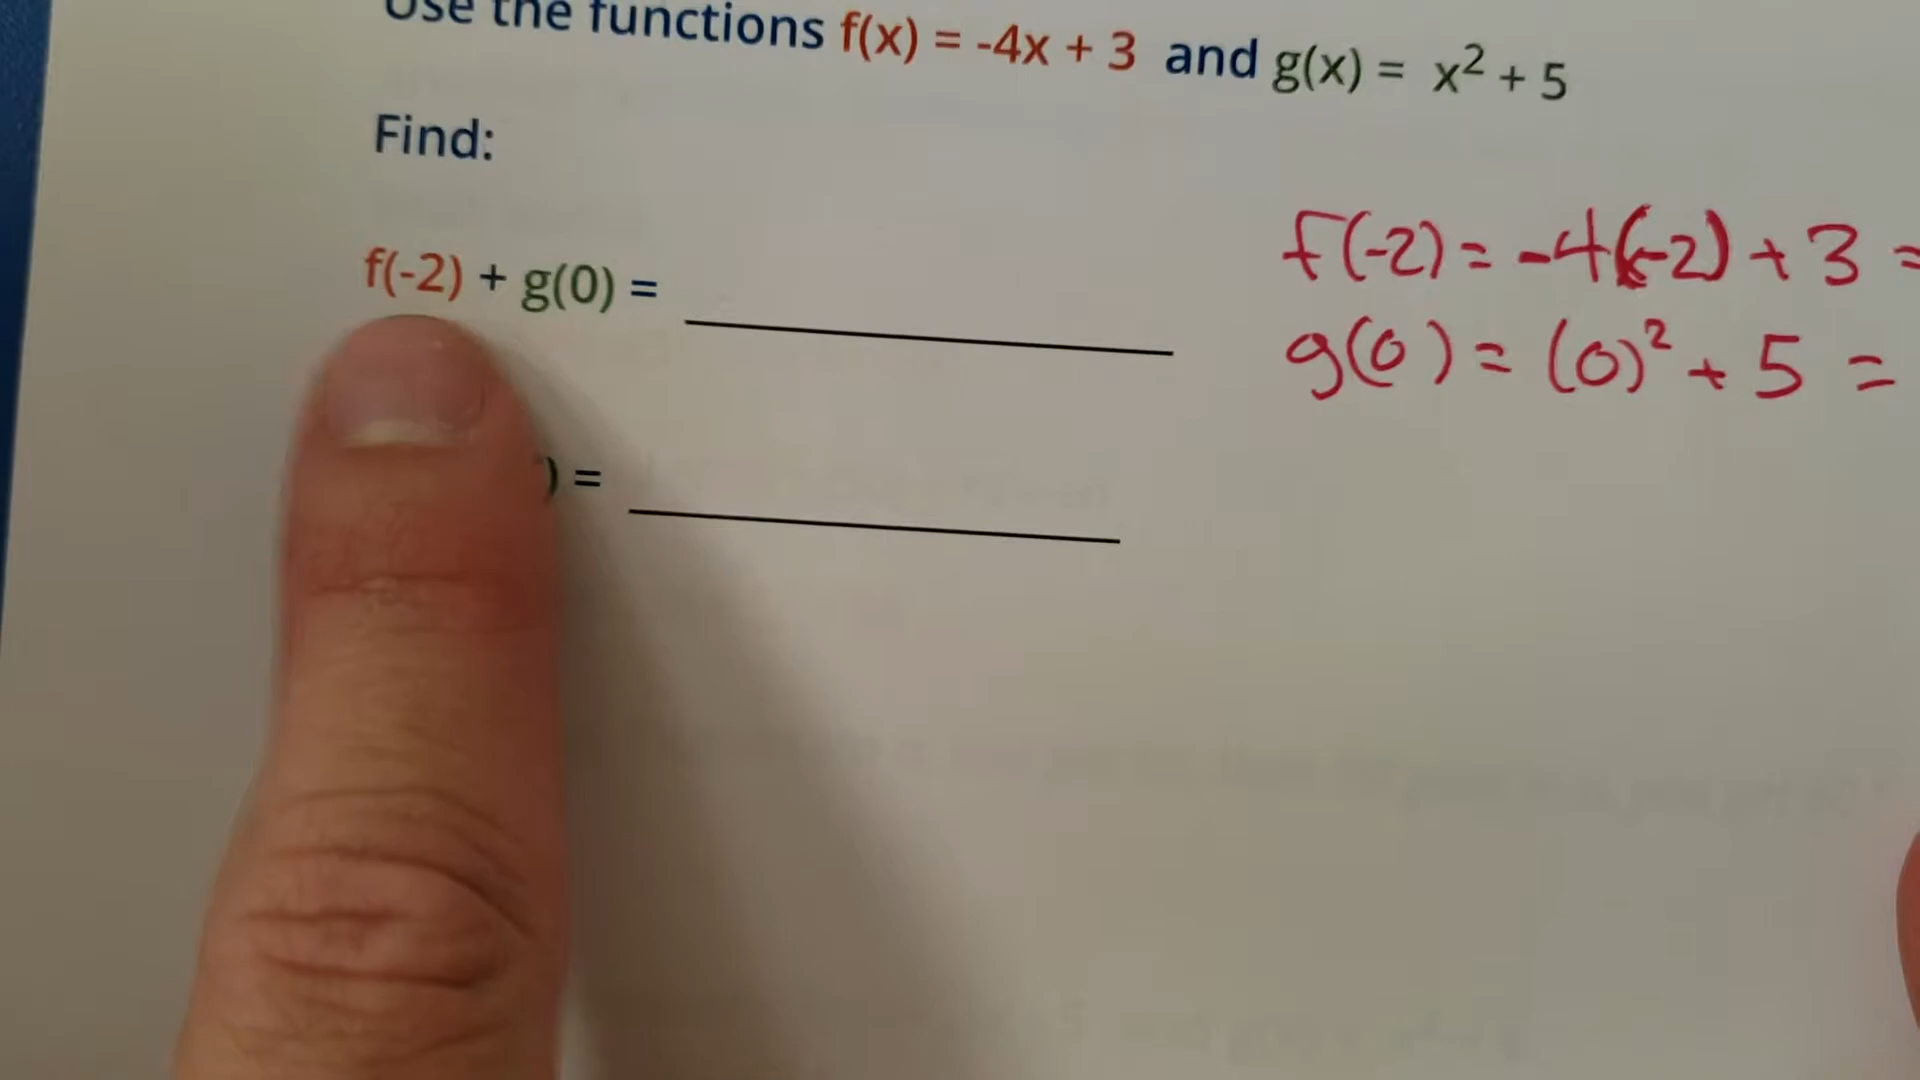 Use the functions f(x) = -4x + 3 and g(x) = x² + 5
Find:
f(-2) + g(0) =
f(-2) = -4(-2) + 3 =
g(0) = (0)² + 5 =
) =